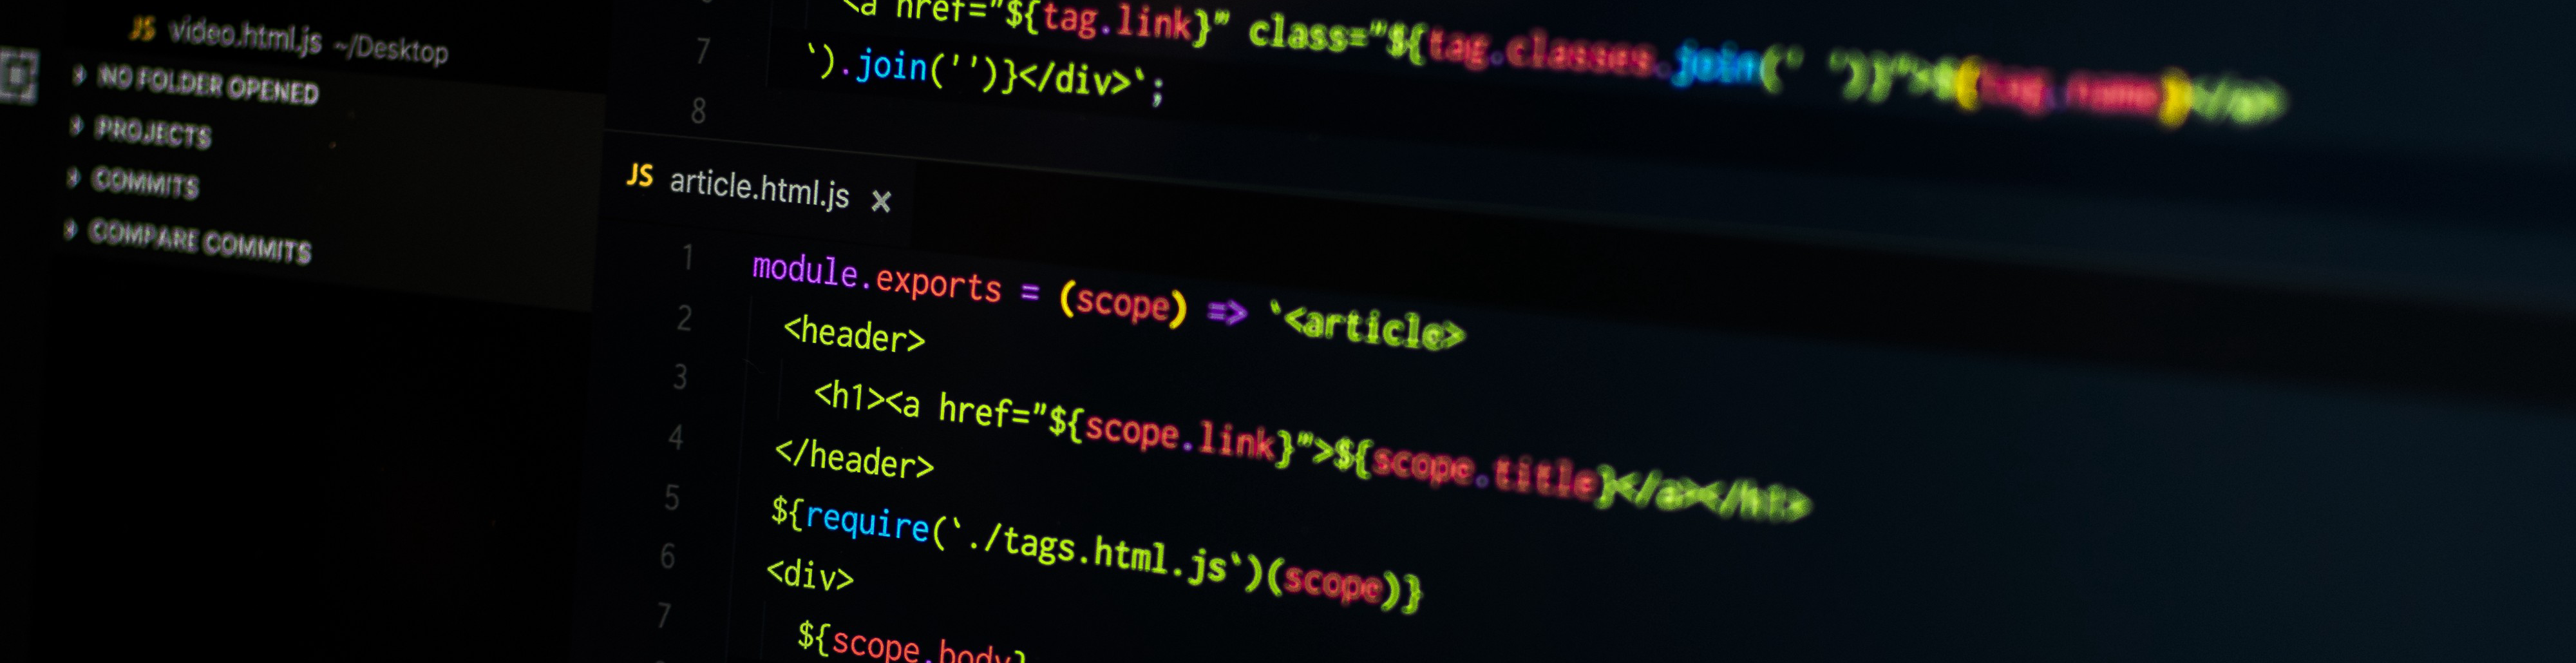 JS video.html.js ~/Desktop
NO FOLDER OPENED
PROJECTS
COMMITS
COMPARE COMMITS
<a href="${tag.link}" class="${tag.classes.join(' ')}">${tag.name}</a>
7 `).join('')}</div>`;
8
JS article.html.js ×
1 module.exports = (scope) => `<article>
2 <header>
3 <h1><a href="${scope.link}">${scope.title}</a></h1>
4 </header>
5 ${require(`./tags.html.js`)(scope)}
6 <div>
7 ${scope.body}